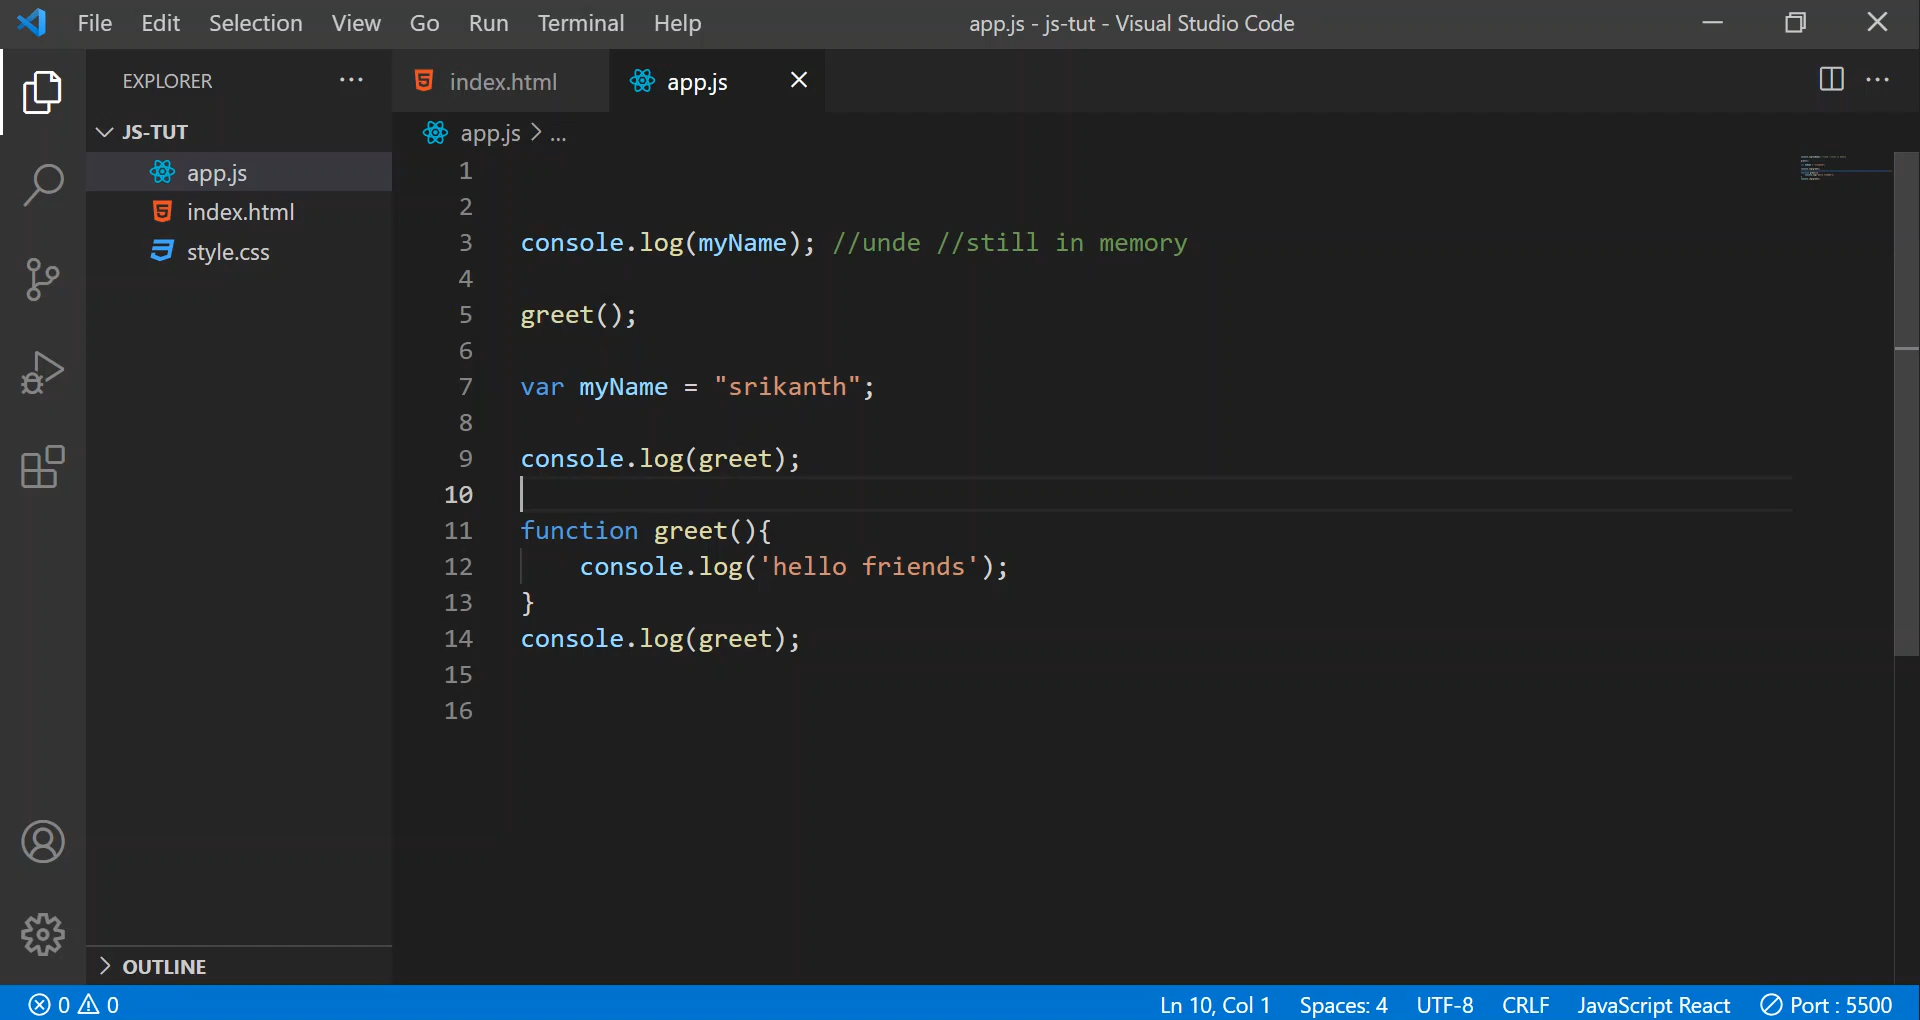 File Edit Selection View Go Run Terminal Help app.js - js-tut - Visual Studio Code
EXPLORER ...
index.html
app.js
JS-TUT
app.js
index.html
style.css
app.js > ...
1
2
3 console.log(myName); //unde //still in memory
4
5 greet();
6
7 var myName = "srikanth";
8
9 console.log(greet);
10
11 function greet(){
12 console.log('hello friends');
13 }
14 console.log(greet);
15
16
OUTLINE
0 0 Ln 10, Col 1 Spaces: 4 UTF-8 CRLF JavaScript React Port : 5500